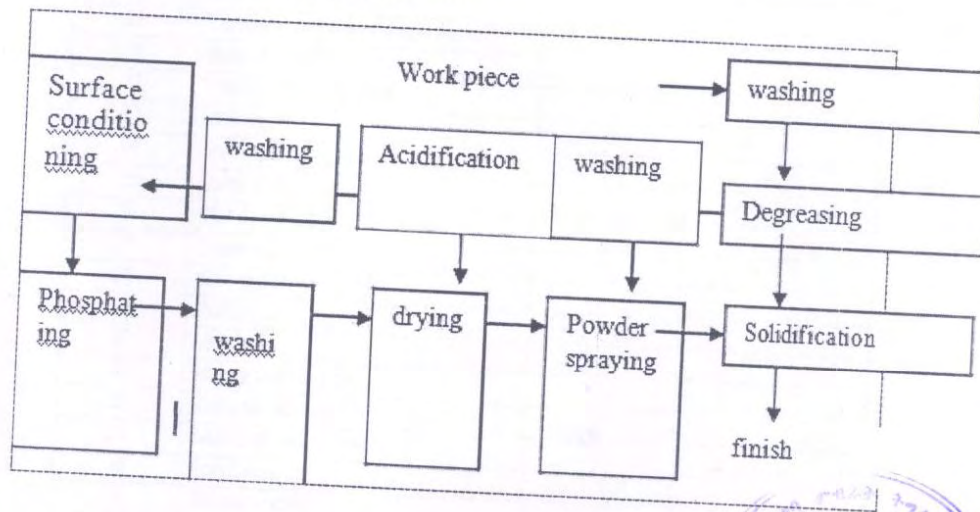 Work piece
washing
Surface
conditio
ning
washing
Acidification
washing
Degreasing
Phosphat
ing
washi
ng
drying
Powder
spraying
Solidification
finish